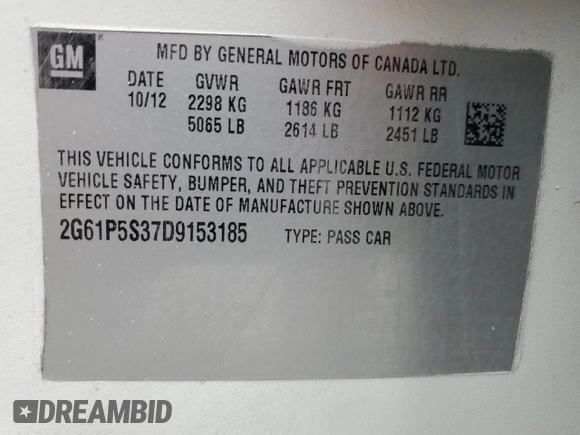 GM
MFD BY GENERAL MOTORS OF CANADA LTD.
DATE GVWR GAWR FRT GAWR RR
10/12 2298 KG 1186 KG 1112 KG
5065 LB 2614 LB 2451 LB
THIS VEHICLE CONFORMS TO ALL APPLICABLE U.S. FEDERAL MOTOR
VEHICLE SAFETY, BUMPER, AND THEFT PREVENTION STANDARDS IN
EFFECT ON THE DATE OF MANUFACTURE SHOWN ABOVE.
2G61P5S37D9153185 TYPE: PASS CAR
DREAMBID